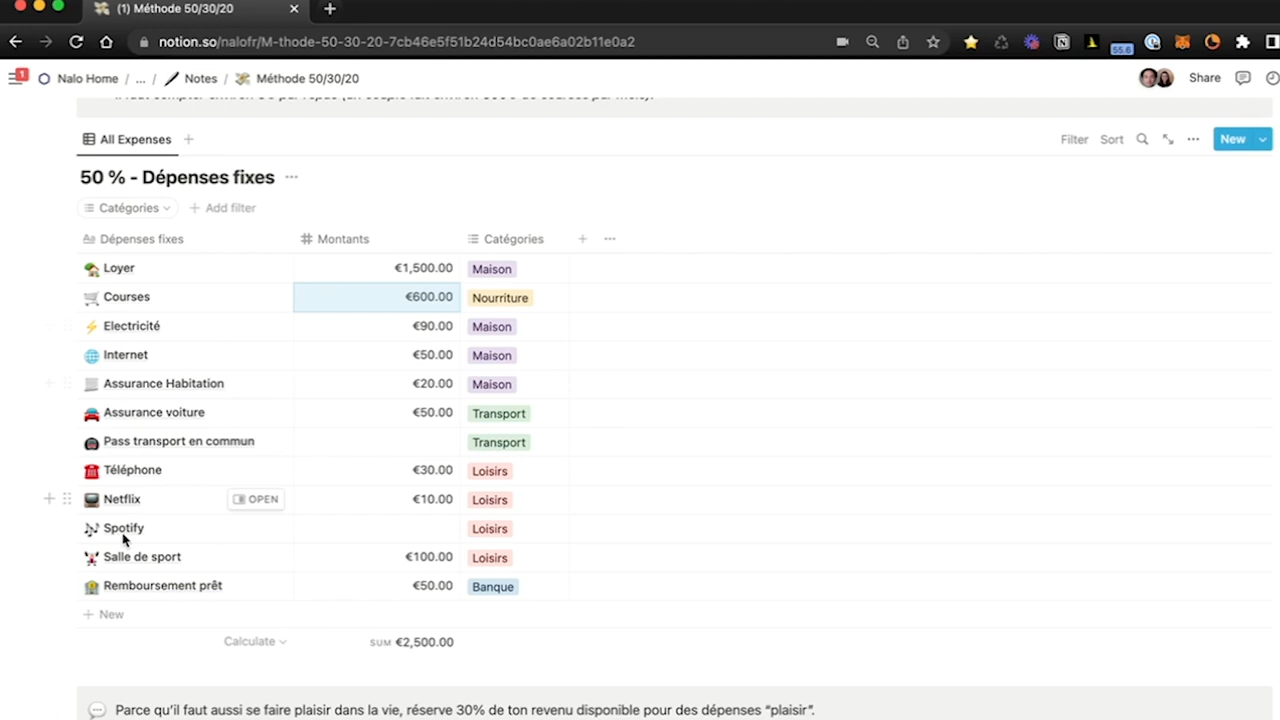 (1) Méthode 50/30/20
notion.so/nalofr/M-thode-50-30-20-7cb46e5f51b24d54bc0ae6a02b11e0a2
55.6
1 Nalo Home / ... / Notes / Méthode 50/30/20 Share
All Expenses Filter Sort New
50 % - Dépenses fixes
Catégories Add filter
Dépenses fixes Montants Catégories
Loyer €1,500.00 Maison
Courses €600.00 Nourriture
Electricité €90.00 Maison
Internet €50.00 Maison
Assurance Habitation €20.00 Maison
Assurance voiture €50.00 Transport
Pass transport en commun Transport
Téléphone €30.00 Loisirs
Netflix OPEN €10.00 Loisirs
Spotify Loisirs
Salle de sport €100.00 Loisirs
Remboursement prêt €50.00 Banque
+ New
Calculate SUM €2,500.00
Parce qu'il faut aussi se faire plaisir dans la vie, réserve 30% de ton revenu disponible pour des dépenses “plaisir”.